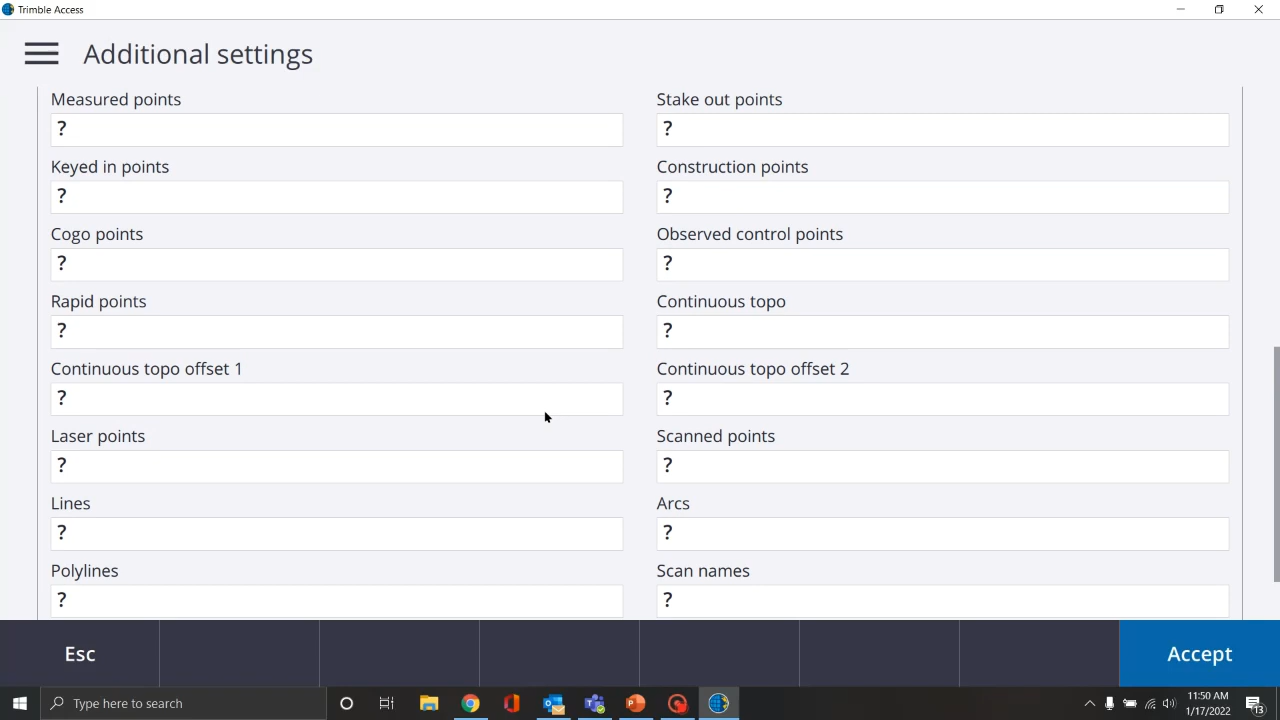 Trimble Access
Additional settings
Measured points
Stake out points
?
?
Keyed in points
Construction points
?
?
Cogo points
Observed control points
?
?
Rapid points
Continuous topo
?
?
Continuous topo offset 1
Continuous topo offset 2
?
?
Laser points
Scanned points
?
?
Lines
Arcs
?
?
Polylines
Scan names
?
?
Esc
Accept
Type here to search
11:50 AM
1/17/2022
13